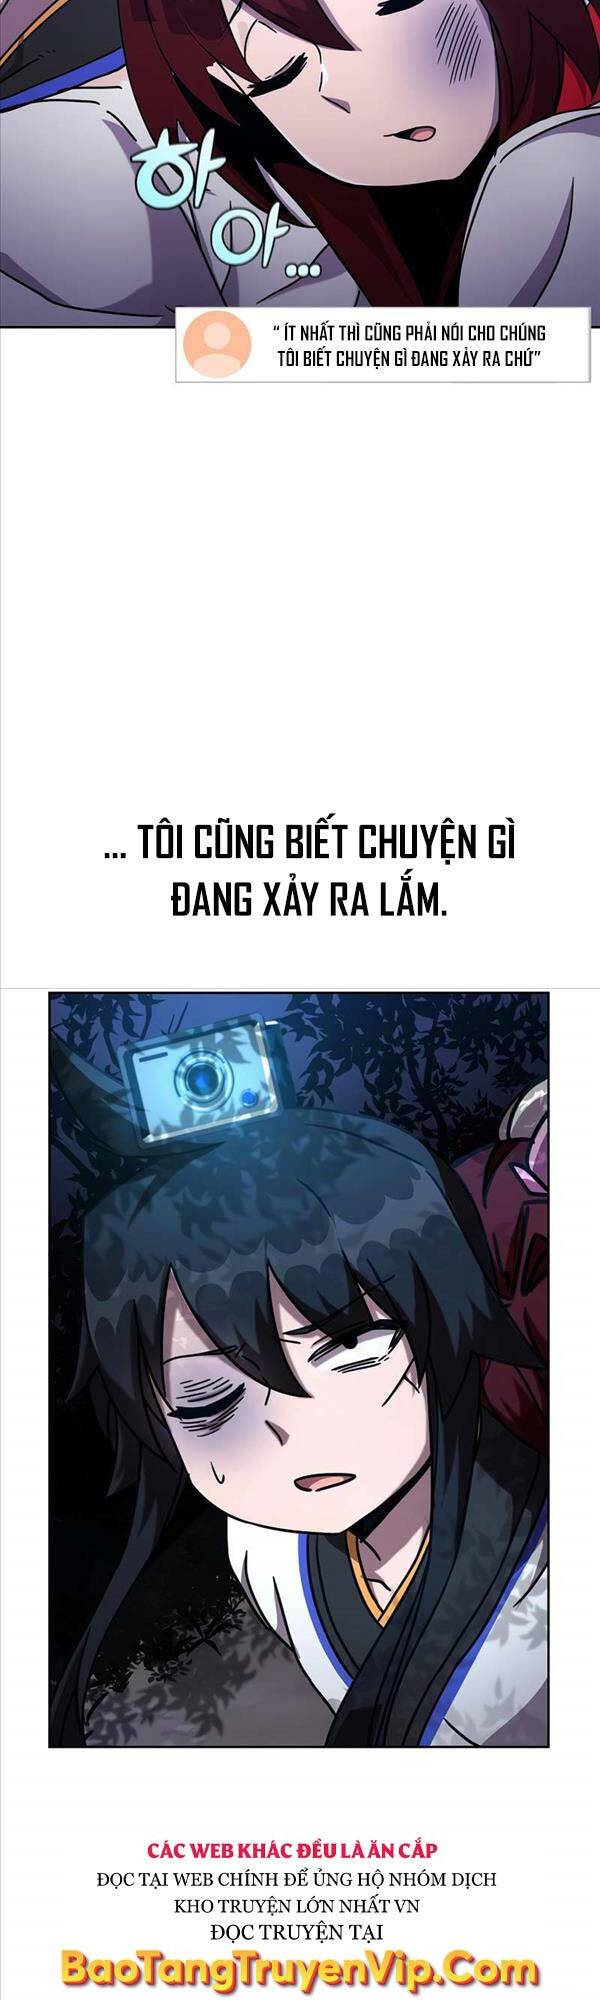 하
아...
“ ÍT NHẤT THÌ CŨNG PHẢI NÓI CHO CHÚNG
TÔI BIẾT CHUYỆN GÌ ĐANG XẢY RA CHỨ”
... TÔI CŨNG BIẾT CHUYỆN GÌ
ĐANG XẢY RA LẮM.
CÁC WEB KHÁC ĐỀU LÀ ĂN CẮP
ĐỌC TẠI WEB CHÍNH ĐỂ ỦNG HỘ NHÓM DỊCH
KHO TRUYỆN LỚN NHẤT VN
ĐỌC TRUYỆN TẠI
BaoTangTruyenVip.Com